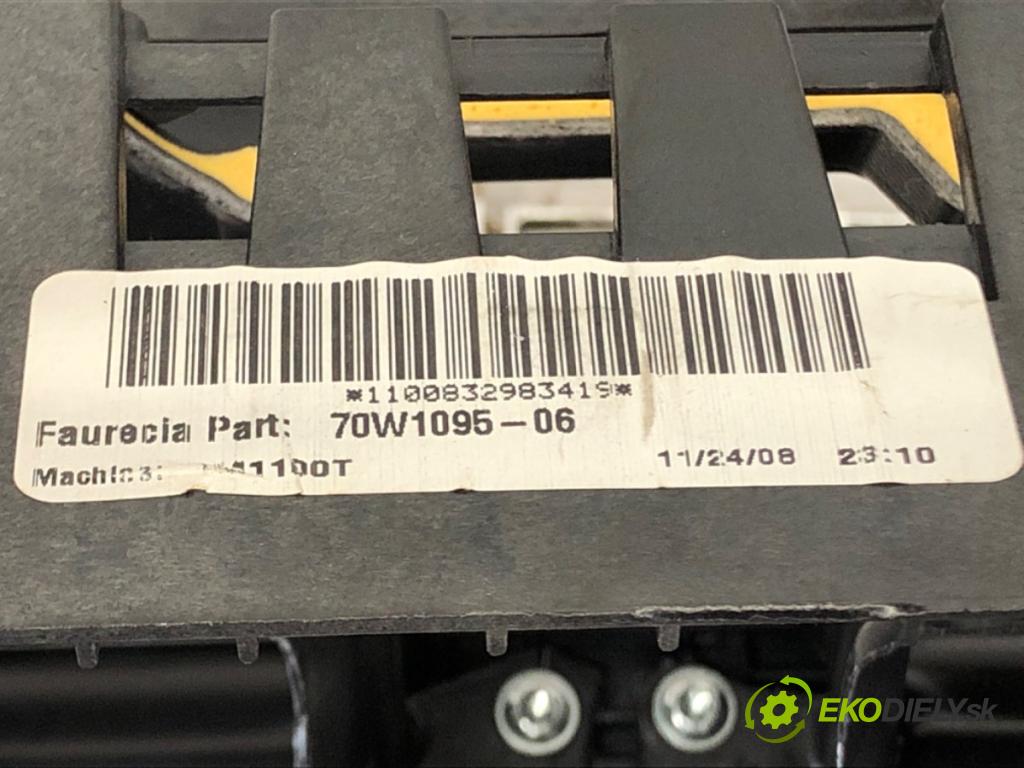 *1100832983419*
Faurecia Part: 70W1095-06
11/24/08 23:10
EKODIELY.sk